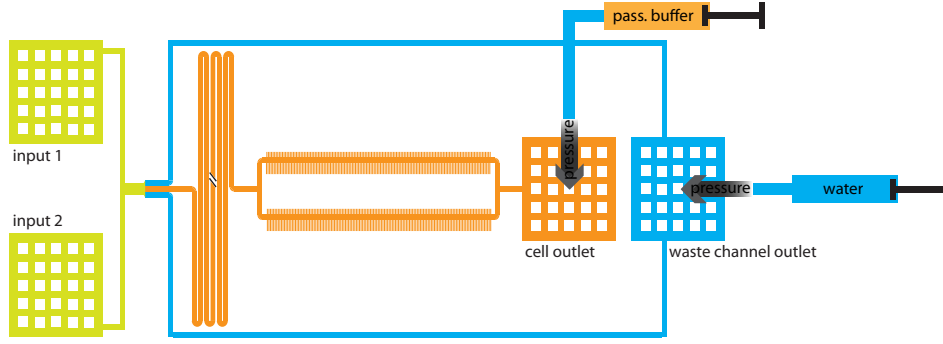 pass. buffer
pressure
input 1
pressure
water
input 2
cell outlet
waste channel outlet